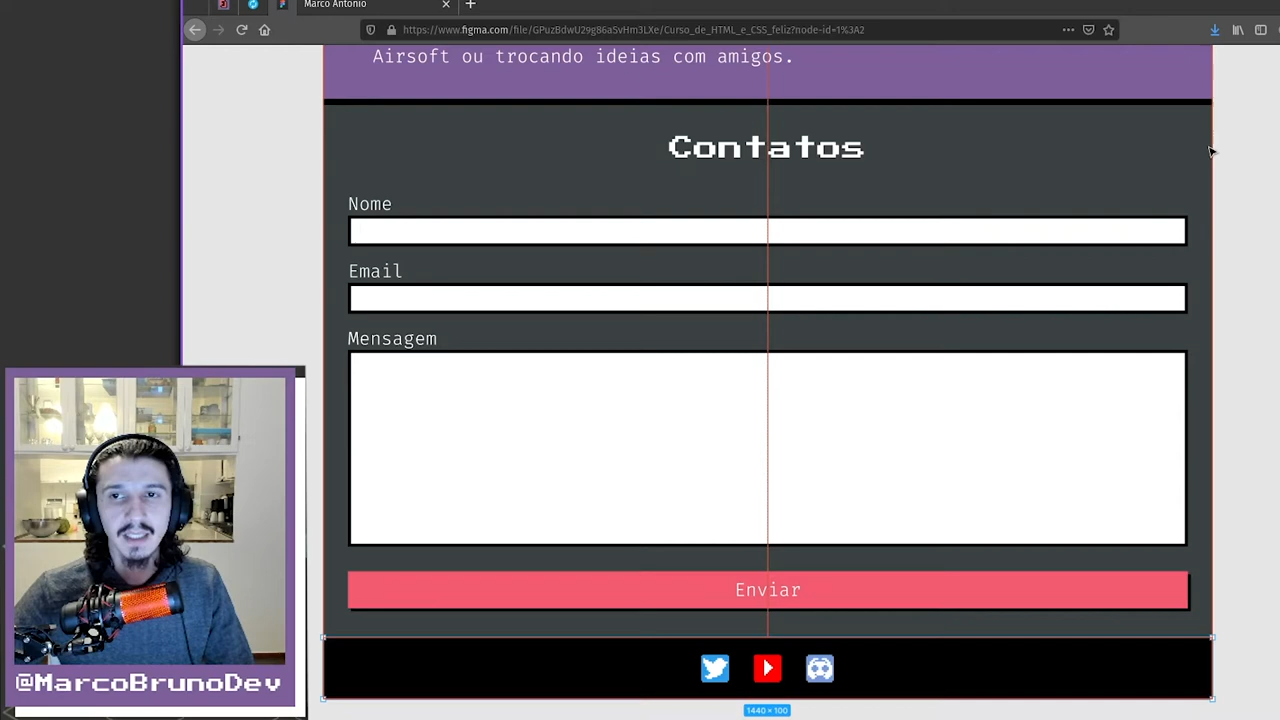 Marco Antonio
https://www.figma.com/file/GPuzBdwU29g86aSvHm3LXe/Curso_de_HTML_e_CSS_feliz?node-id=1%3A2
Airsoft ou trocando ideias com amigos.
Contatos
Nome
Email
Mensagem
Enviar
@MarcoBrunoDev
1440 × 100